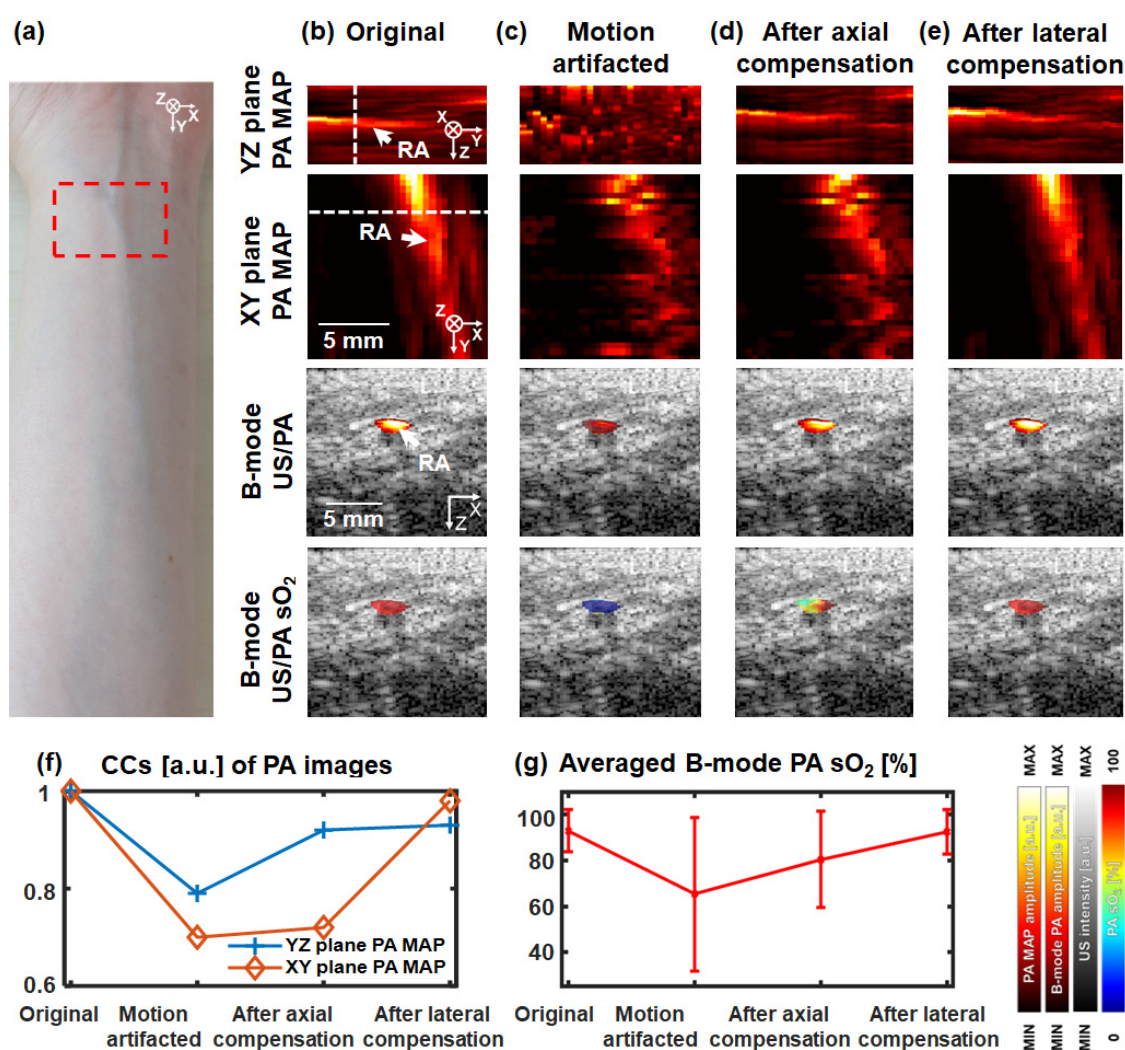 (a)
(b) Original
(c) Motion
artifacted
(d) After axial
compensation
(e) After lateral
compensation
Z
X
Y
YZ plane
PA MAP
RA
X
Y
Z
XY plane
PA MAP
RA
5 mm
Z
X
Y
B-mode
US/PA
RA
5 mm
X
Z
B-mode
US/PA sO₂
(f) CCs [a.u.] of PA images
1
0.8
0.6
YZ plane PA MAP
XY plane PA MAP
Original
Motion
artifacted
After axial
compensation
After lateral
compensation
(g) Averaged B-mode PA sO₂ [%]
100
80
60
40
Original
Motion
artifacted
After axial
compensation
After lateral
compensation
MAX
PA MAP amplitude [a.u.]
MIN
MAX
B-mode PA amplitude [a.u.]
MIN
MAX
US intensity [a.u.]
MIN
100
PA sO₂ [%]
0